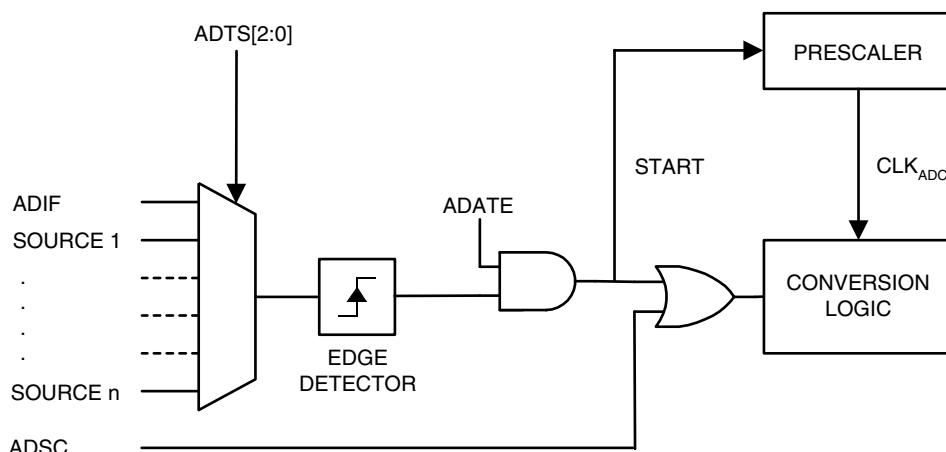 ADTS[2:0]
PRESCALER
START
CLKADC
ADIF
ADATE
SOURCE 1
.
.
.
.
CONVERSION
LOGIC
EDGE
DETECTOR
SOURCE n
ADSC